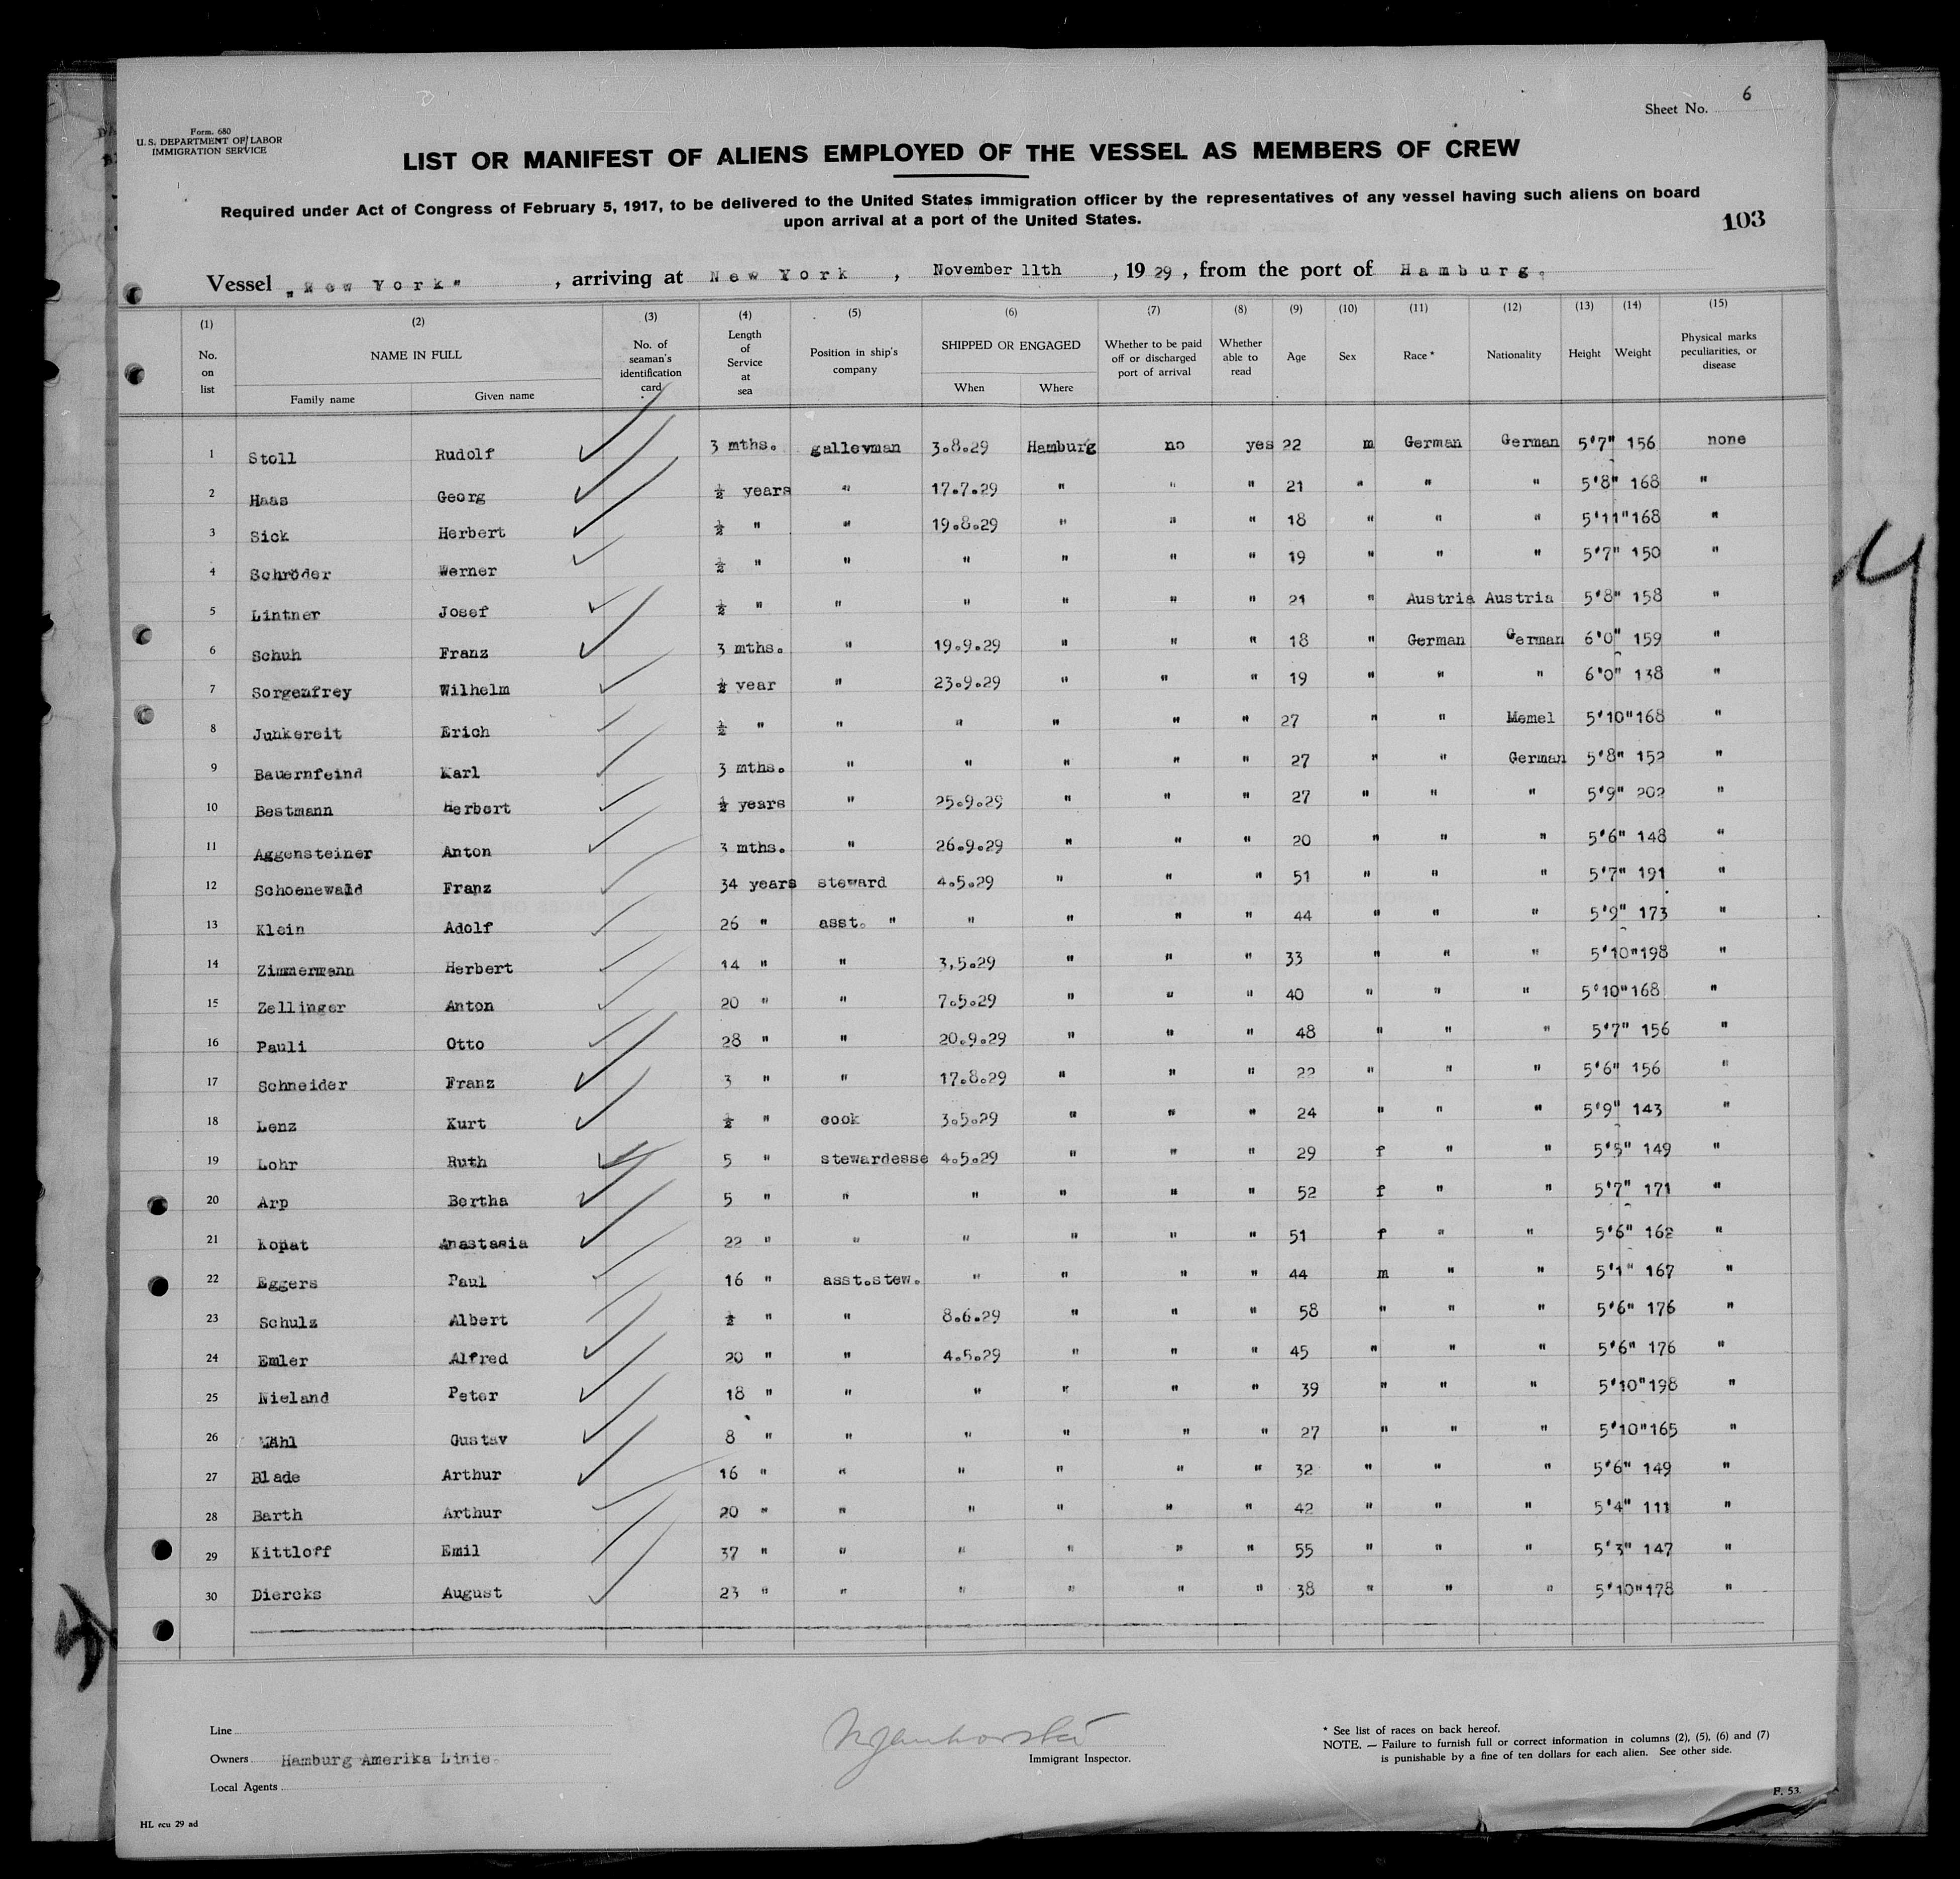 Sheet No. 6
Form. 680
U. S. DEPARTMENT OF LABOR
IMMIGRATION SERVICE
LIST OR MANIFEST OF ALIENS EMPLOYED OF THE VESSEL AS MEMBERS OF CREW
Required under Act of Congress of February 5, 1917, to be delivered to the United States immigration officer by the representatives of any vessel having such aliens on board
upon arrival at a port of the United States.
103
Vessel „New York" , arriving at New York , November 11th , 1929 , from the port of Hamburg.
(1) (2) (3) (4) (5) (6) (7) (8) (9) (10) (11) (12) (13) (14) (15)
No. on list NAME IN FULL No. of seaman's identification card Length of Service at sea Position in ship's company SHIPPED OR ENGAGED Whether to be paid off or discharged port of arrival Whether able to read Age Sex Race * Nationality Height Weight Physical marks peculiarities, or disease
Family name Given name When Where
1 Stoll Rudolf 3 mths. galleyman 3.8.29 Hamburg no yes 22 m German German 5'7" 156 none
2 Haas Georg ½ years " 17.7.29 " " " 21 " " " 5'8" 168 "
3 Sick Herbert ½ " " 19.8.29 " " " 18 " " " 5'11" 168 "
4 Schröder Werner ½ " " " " " " 19 " " " 5'7" 150 "
5 Lintner Josef ½ " " " " " " 21 " Austria Austria 5'8" 158 "
6 Schuh Franz 3 mths. " 19.9.29 " " " 18 " German German 6'0" 159 "
7 Sorgenfrey Wilhelm ½ year " 23.9.29 " " " 19 " " " 6'0" 138 "
8 Junkereit Erich ½ " " " " " " 27 " " Memel 5'10" 168 "
9 Bauernfeind Karl 3 mths. " " " " " 27 " " German 5'8" 152 "
10 Bestmann Herbert ½ years " 25.9.29 " " " 27 " " " 5'9" 202 "
11 Aggensteiner Anton 3 mths. " 26.9.29 " " " 20 " " " 5'6" 148 "
12 Schoenewald Franz 34 years steward 4.5.29 " " " 51 " " " 5'7" 191 "
13 Klein Adolf 26 " asst. " " " " " 44 " " " 5'9" 173 "
14 Zimmermann Herbert 14 " " 3,5.29 " " " 33 " " " 5'10" 198 "
15 Zellinger Anton 20 " " 7.5.29 " " " 40 " " " 5'10" 168 "
16 Pauli Otto 28 " " 20.9.29 " " " 48 " " " 5'7" 156 "
17 Schneider Franz 3 " " 17.8.29 " " " 22 " " " 5'6" 156 "
18 Lenz Kurt ½ " cook 3.5.29 " " " 24 " " " 5'9" 143 "
19 Lohr Ruth 5 " stewardesse 4.5.29 " " " 29 f " " 5'5" 149 "
20 Arp Bertha 5 " " " " " " 52 f " " 5'7" 171 "
21 Anastasia 22 " " " " " " 51 f " " 5'6" 162 "
22 Eggers Paul 16 " asst.stew. " " " " 44 m " " 5'1" 167 "
23 Schulz Albert ½ " " 8.6.29 " " " 58 " " " 5'6" 176 "
24 Emler Alfred 20 " " 4.5.29 " " " 45 " " " 5'6" 176 "
25 Nieland Peter 18 " " " " " " 39 " " " 5'10" 198 "
26 Gustav 8 " " " " " " 27 " " " 5'10" 165 "
27 Blade Arthur 16 " " " " " " 32 " " " 5'6" 149 "
28 Barth Arthur 20 " " " " " " 42 " " " 5'4" 111 "
29 Kittloff Emil 37 " " " " " " 55 " " " 5'3" 147 "
30 Diercks August 23 " " " " " " 38 " " " 5'10" 178 "
Line
Owners Hamburg Amerika Linie
Local Agents
Immigrant Inspector.
* See list of races on back hereof.
NOTE. — Failure to furnish full or correct information in columns (2), (5), (6) and (7)
is punishable by a fine of ten dollars for each alien. See other side.
F. 53.
HL ecu 29 ad